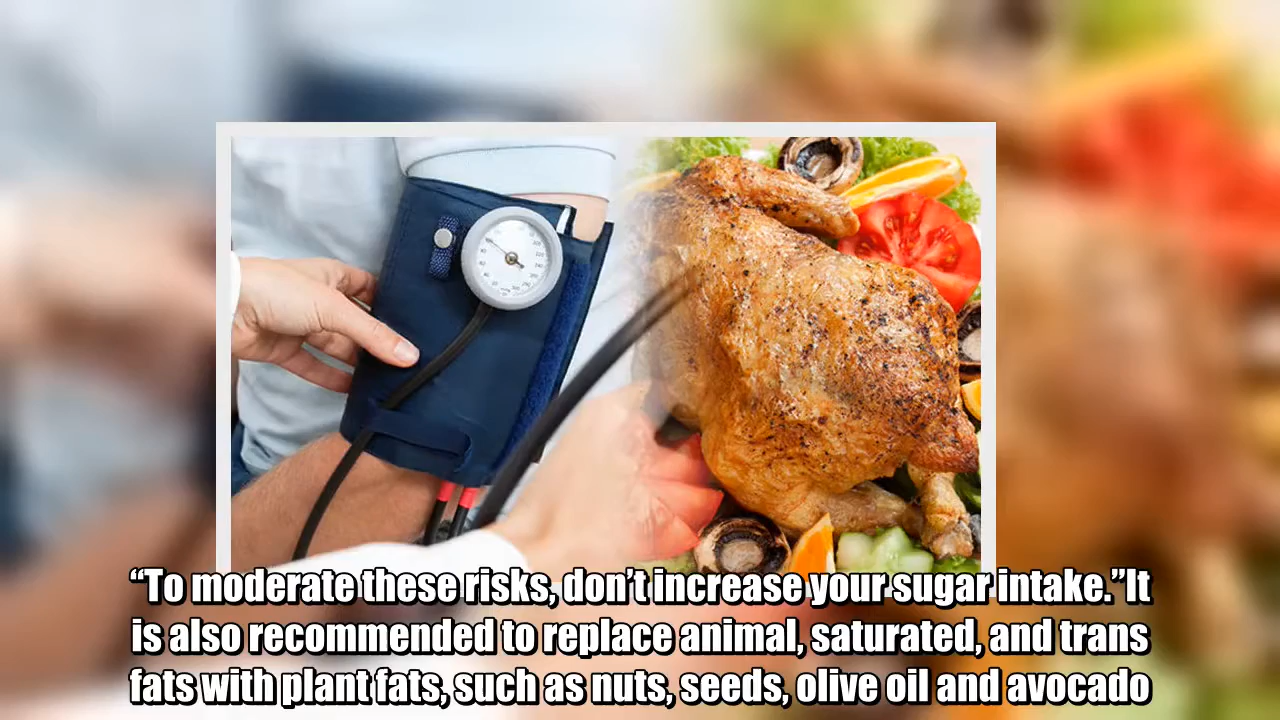 “To moderate these risks, don’t increase your sugar intake.”It
is also recommended to replace animal, saturated, and trans
fats with plant fats, such as nuts, seeds, olive oil and avocado